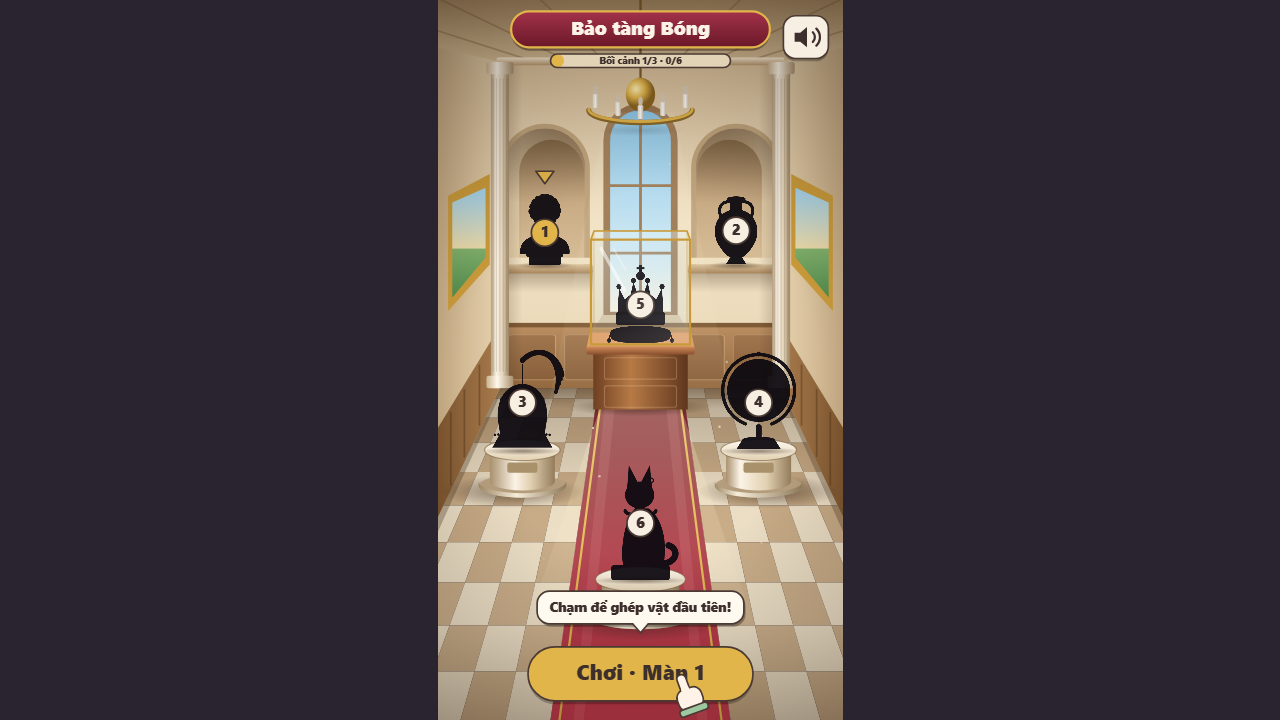 Bảo tàng Bóng
Bối cảnh 1/3 · 0/6
1
2
5
3
4
6
Chạm để ghép vật đầu tiên!
Chơi · Màn 1